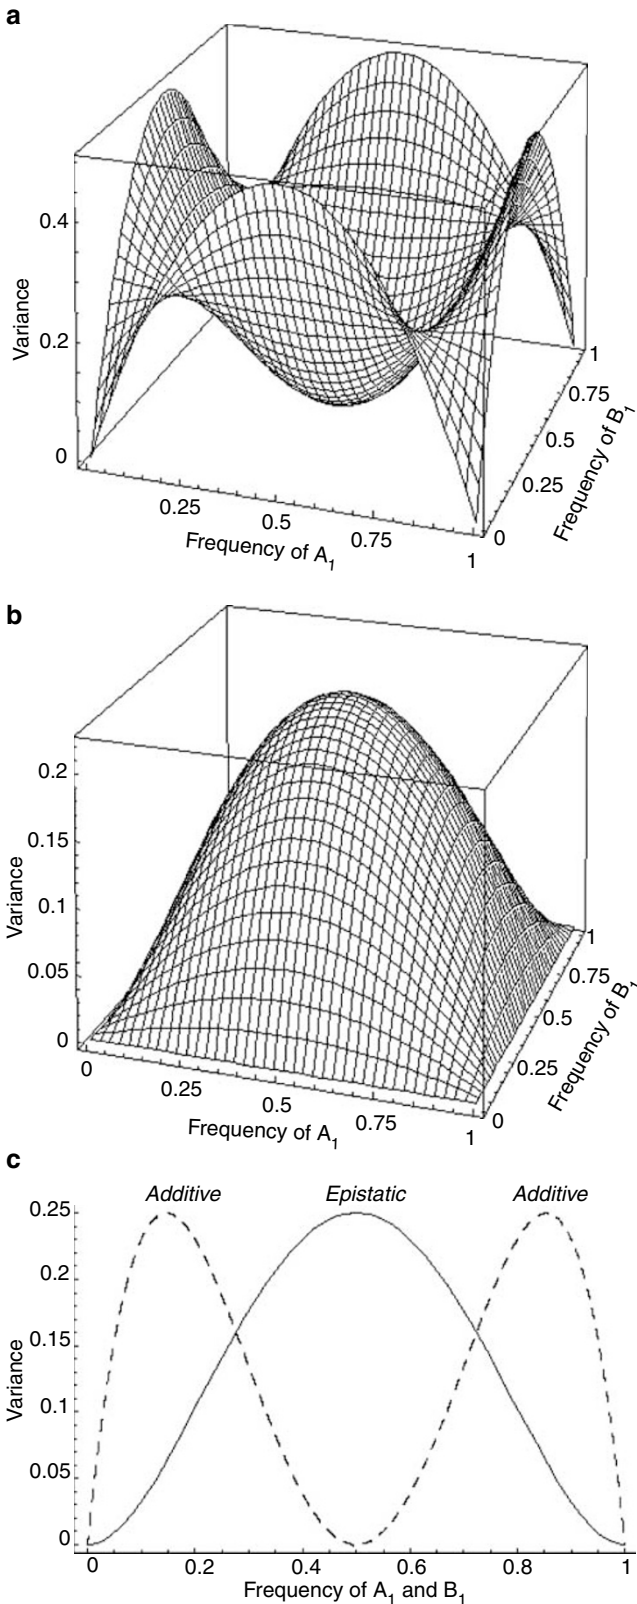 a
0.4
0.2
0
Variance
0.25
0.5
0.75
1
Frequency of A1
0
0.25
0.5
0.75
1
Frequency of B1
b
0.2
0.15
0.1
0.05
0
Variance
0
0.25
0.5
0.75
1
Frequency of A1
0
0.25
0.5
0.75
1
Frequency of B1
c
Additive Epistatic Additive
0.25
0.2
0.15
0.1
0.05
0
Variance
0 0.2 0.4 0.6 0.8 1
Frequency of A1 and B1